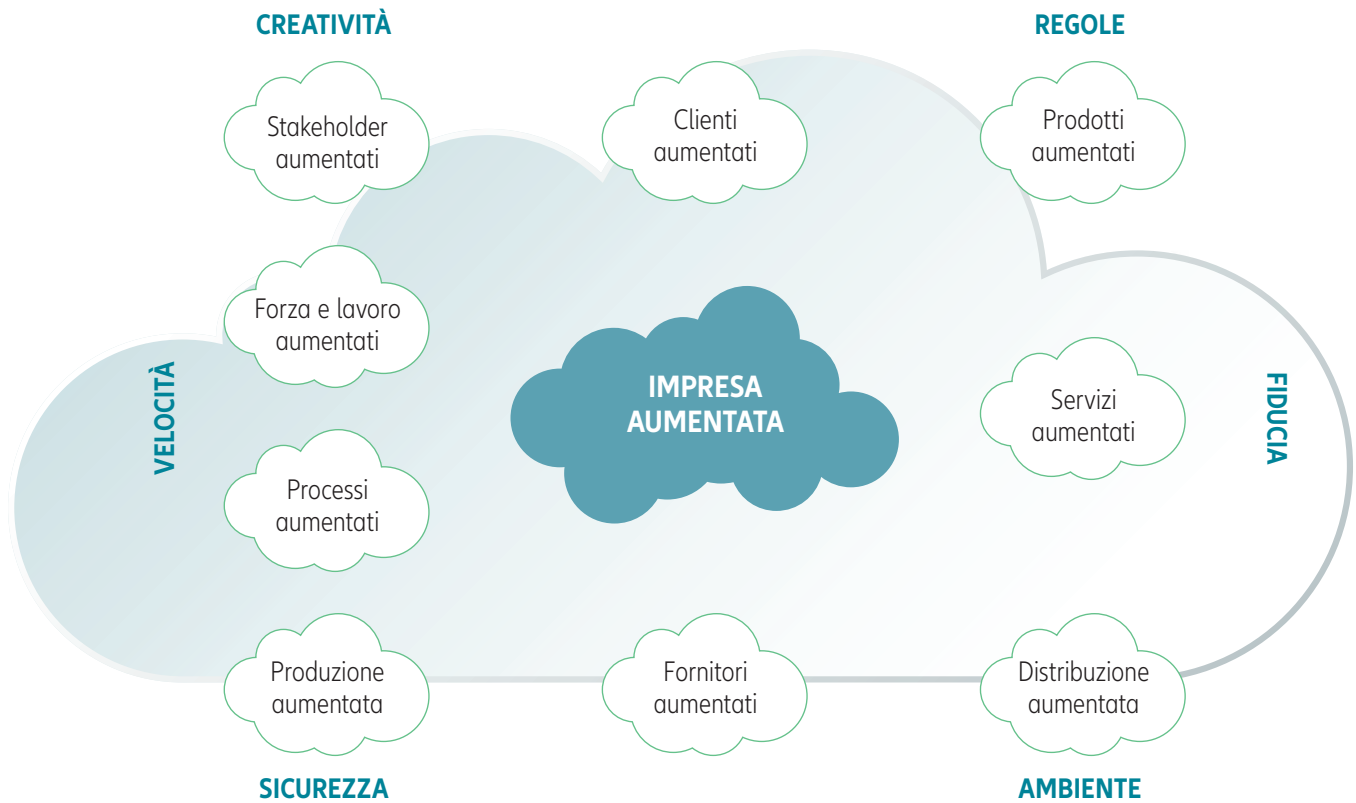 CREATIVITÀ
REGOLE
Stakeholder
aumentati
Clienti
aumentati
Prodotti
aumentati
Forza e lavoro
aumentati
VELOCITÀ
IMPRESA
AUMENTATA
Servizi
aumentati
FIDUCIA
Processi
aumentati
Produzione
aumentata
Fornitori
aumentati
Distribuzione
aumentata
SICUREZZA
AMBIENTE